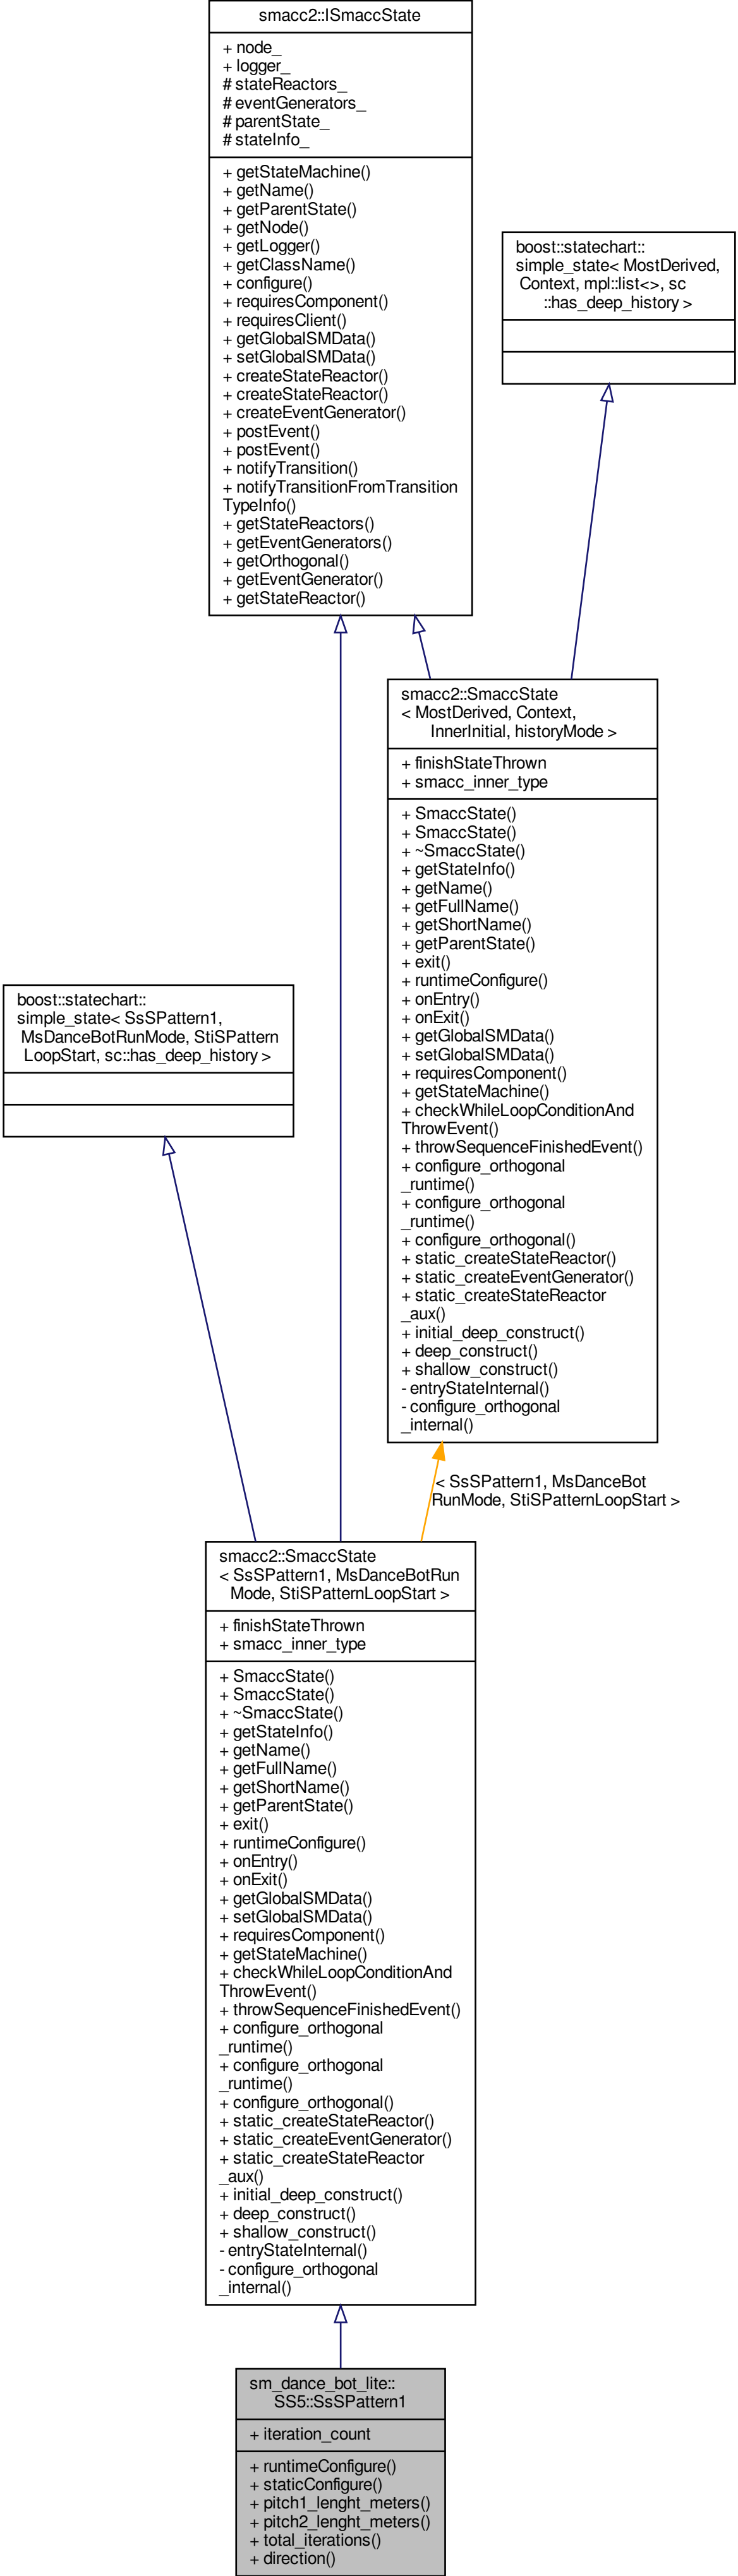 smacc2::ISmaccState
+ node_
+ logger_
# stateReactors_
# eventGenerators_
# parentState_
# stateInfo_
+ getStateMachine()
+ getName()
+ getParentState()
+ getNode()
+ getLogger()
+ getClassName()
+ configure()
+ requiresComponent()
+ requiresClient()
+ getGlobalSMData()
+ setGlobalSMData()
+ createStateReactor()
+ createStateReactor()
+ createEventGenerator()
+ postEvent()
+ postEvent()
+ notifyTransition()
+ notifyTransitionFromTransition
TypeInfo()
+ getStateReactors()
+ getEventGenerators()
+ getOrthogonal()
+ getEventGenerator()
+ getStateReactor()
boost::statechart::
simple_state< MostDerived,
Context, mpl::list<>, sc
::has_deep_history >
smacc2::SmaccState
< MostDerived, Context,
InnerInitial, historyMode >
+ finishStateThrown
+ smacc_inner_type
+ SmaccState()
+ SmaccState()
+ ~SmaccState()
+ getStateInfo()
+ getName()
+ getFullName()
+ getShortName()
+ getParentState()
+ exit()
+ runtimeConfigure()
+ onEntry()
+ onExit()
+ getGlobalSMData()
+ setGlobalSMData()
+ requiresComponent()
+ getStateMachine()
+ checkWhileLoopConditionAnd
ThrowEvent()
+ throwSequenceFinishedEvent()
+ configure_orthogonal
_runtime()
+ configure_orthogonal
_runtime()
+ configure_orthogonal()
+ static_createStateReactor()
+ static_createEventGenerator()
+ static_createStateReactor
_aux()
+ initial_deep_construct()
+ deep_construct()
+ shallow_construct()
- entryStateInternal()
- configure_orthogonal
_internal()
boost::statechart::
simple_state< SsSPattern1,
MsDanceBotRunMode, StiSPattern
LoopStart, sc::has_deep_history >
< SsSPattern1, MsDanceBot
RunMode, StiSPatternLoopStart >
smacc2::SmaccState
< SsSPattern1, MsDanceBotRun
Mode, StiSPatternLoopStart >
+ finishStateThrown
+ smacc_inner_type
+ SmaccState()
+ SmaccState()
+ ~SmaccState()
+ getStateInfo()
+ getName()
+ getFullName()
+ getShortName()
+ getParentState()
+ exit()
+ runtimeConfigure()
+ onEntry()
+ onExit()
+ getGlobalSMData()
+ setGlobalSMData()
+ requiresComponent()
+ getStateMachine()
+ checkWhileLoopConditionAnd
ThrowEvent()
+ throwSequenceFinishedEvent()
+ configure_orthogonal
_runtime()
+ configure_orthogonal
_runtime()
+ configure_orthogonal()
+ static_createStateReactor()
+ static_createEventGenerator()
+ static_createStateReactor
_aux()
+ initial_deep_construct()
+ deep_construct()
+ shallow_construct()
- entryStateInternal()
- configure_orthogonal
_internal()
sm_dance_bot_lite::
SS5::SsSPattern1
+ iteration_count
+ runtimeConfigure()
+ staticConfigure()
+ pitch1_lenght_meters()
+ pitch2_lenght_meters()
+ total_iterations()
+ direction()